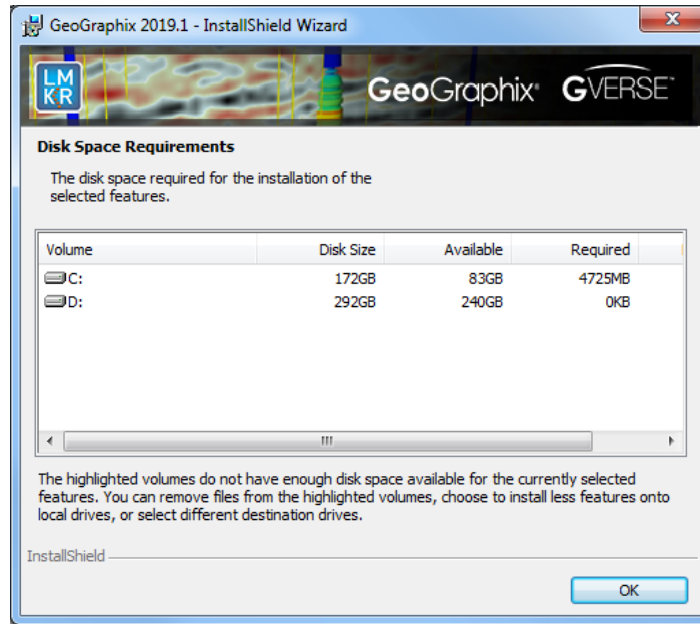 GeoGraphix 2019.1 - InstallShield Wizard
LM
KR
GeoGraphix® GVERSE™
Disk Space Requirements
The disk space required for the installation of the
selected features.
Volume Disk Size Available Required
C: 172GB 83GB 4725MB
D: 292GB 240GB 0KB
The highlighted volumes do not have enough disk space available for the currently selected
features. You can remove files from the highlighted volumes, choose to install less features onto
local drives, or select different destination drives.
InstallShield
OK